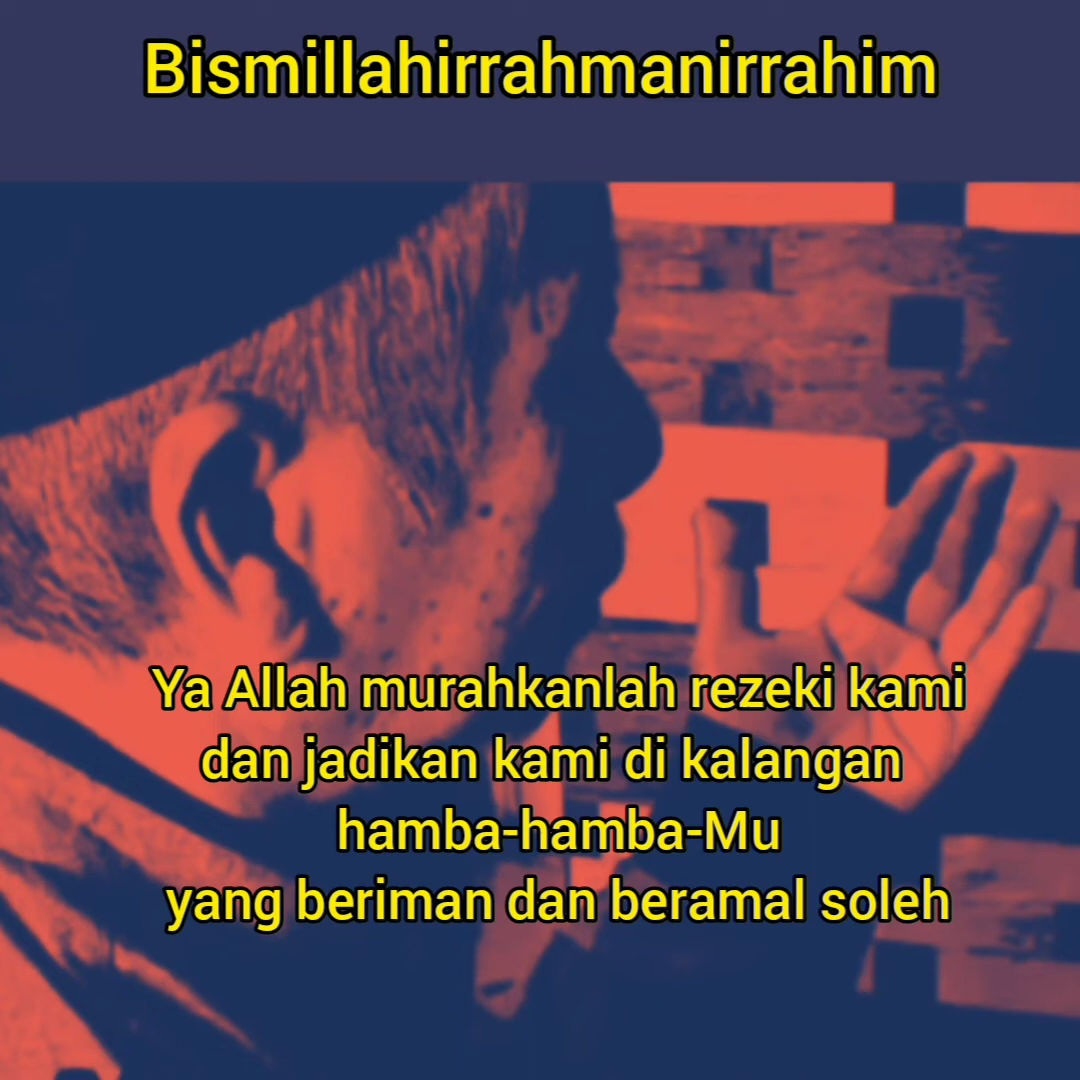 Bismillahirrahmanirrahim
Ya Allah murahkanlah rezeki kami
dan jadikan kami di kalangan
hamba-hamba-Mu
yang beriman dan beramal soleh